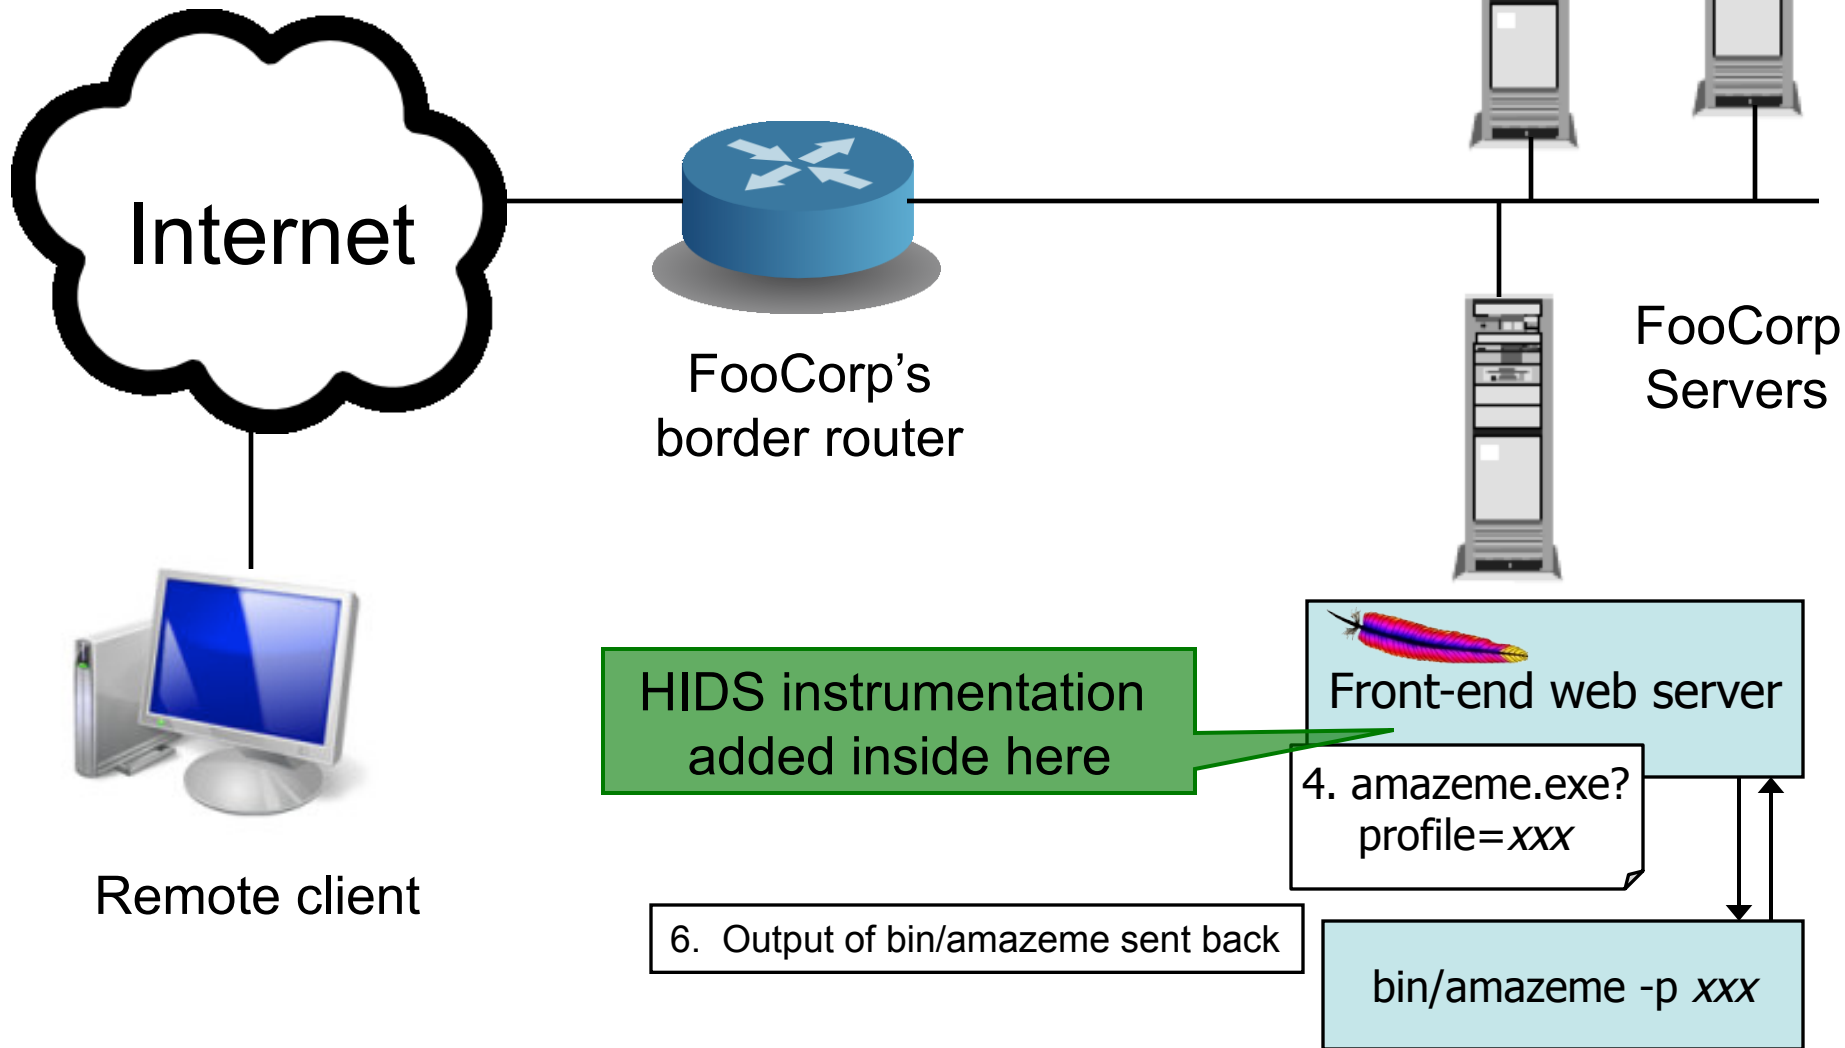 Internet
FooCorp's
border router
FooCorp
Servers
Remote client
HIDS instrumentation
added inside here
Front-end web server
4. amazeme.exe?
profile=xxx
6. Output of bin/amazeme sent back
bin/amazeme -p xxx